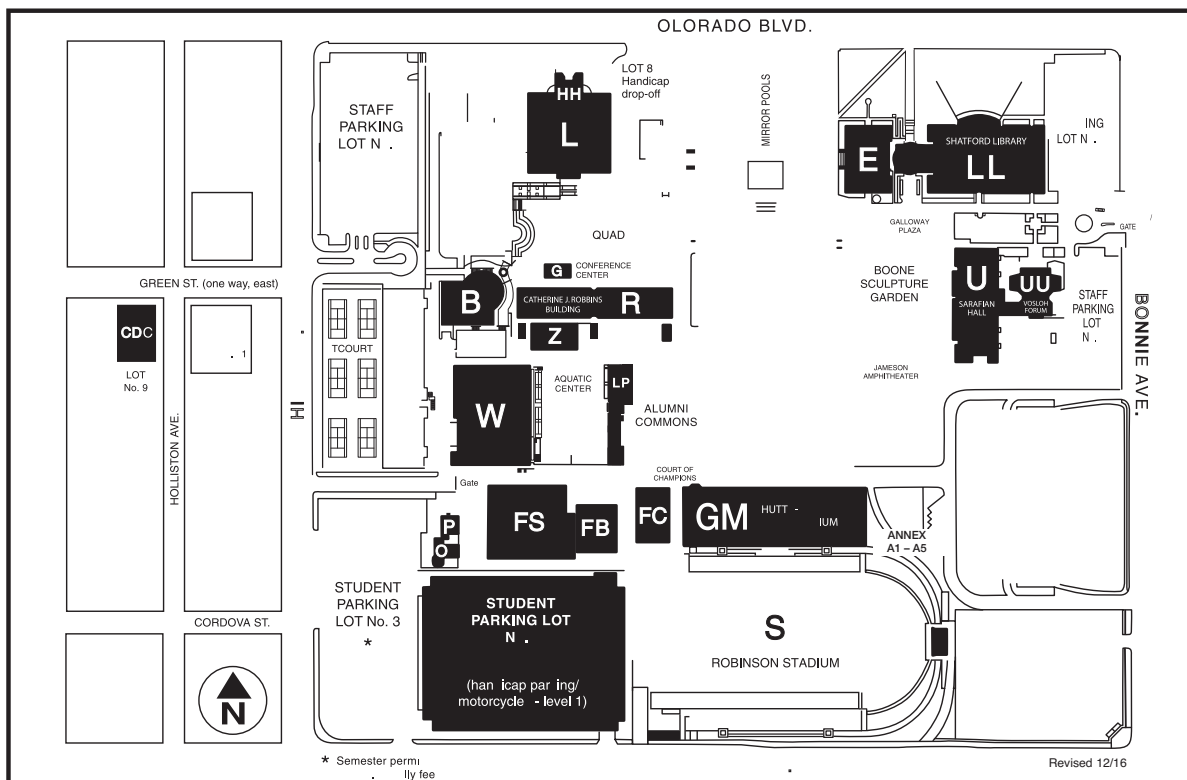 OLORADO BLVD.
LOT 8
Handicap
drop-off
HH
L
STAFF
PARKING
LOT N .
MIRROR POOLS
E
SHATFORD LIBRARY
LL
ING
LOT N .
GALLOWAY
PLAZA
GATE
QUAD
G
CONFERENCE
CENTER
GREEN ST. (one way, east)
B
CATHERINE J. ROBBINS
BUILDING
R
Z
BOONE
SCULPTURE
GARDEN
U
SARAFIAN
HALL
UU
VOSLOH
FORUM
STAFF
PARKING
LOT
N .
BONNIE AVE.
CDC
LOT
No. 9
. 1
TCOURT
HI
HOLLISTON AVE.
W
AQUATIC
CENTER
LP
ALUMNI
COMMONS
JAMESON
AMPHITHEATER
COURT OF
CHAMPIONS
Gate
P
O
FS
FB
FC
GM
HUTT -
IUM
ANNEX
A1 – A5
STUDENT
PARKING
LOT No. 3
*
STUDENT
PARKING LOT
N .
(han icap par ing/
motorcycle - level 1)
S
ROBINSON STADIUM
CORDOVA ST.
N
* Semester permi
. lly fee
.
Revised 12/16